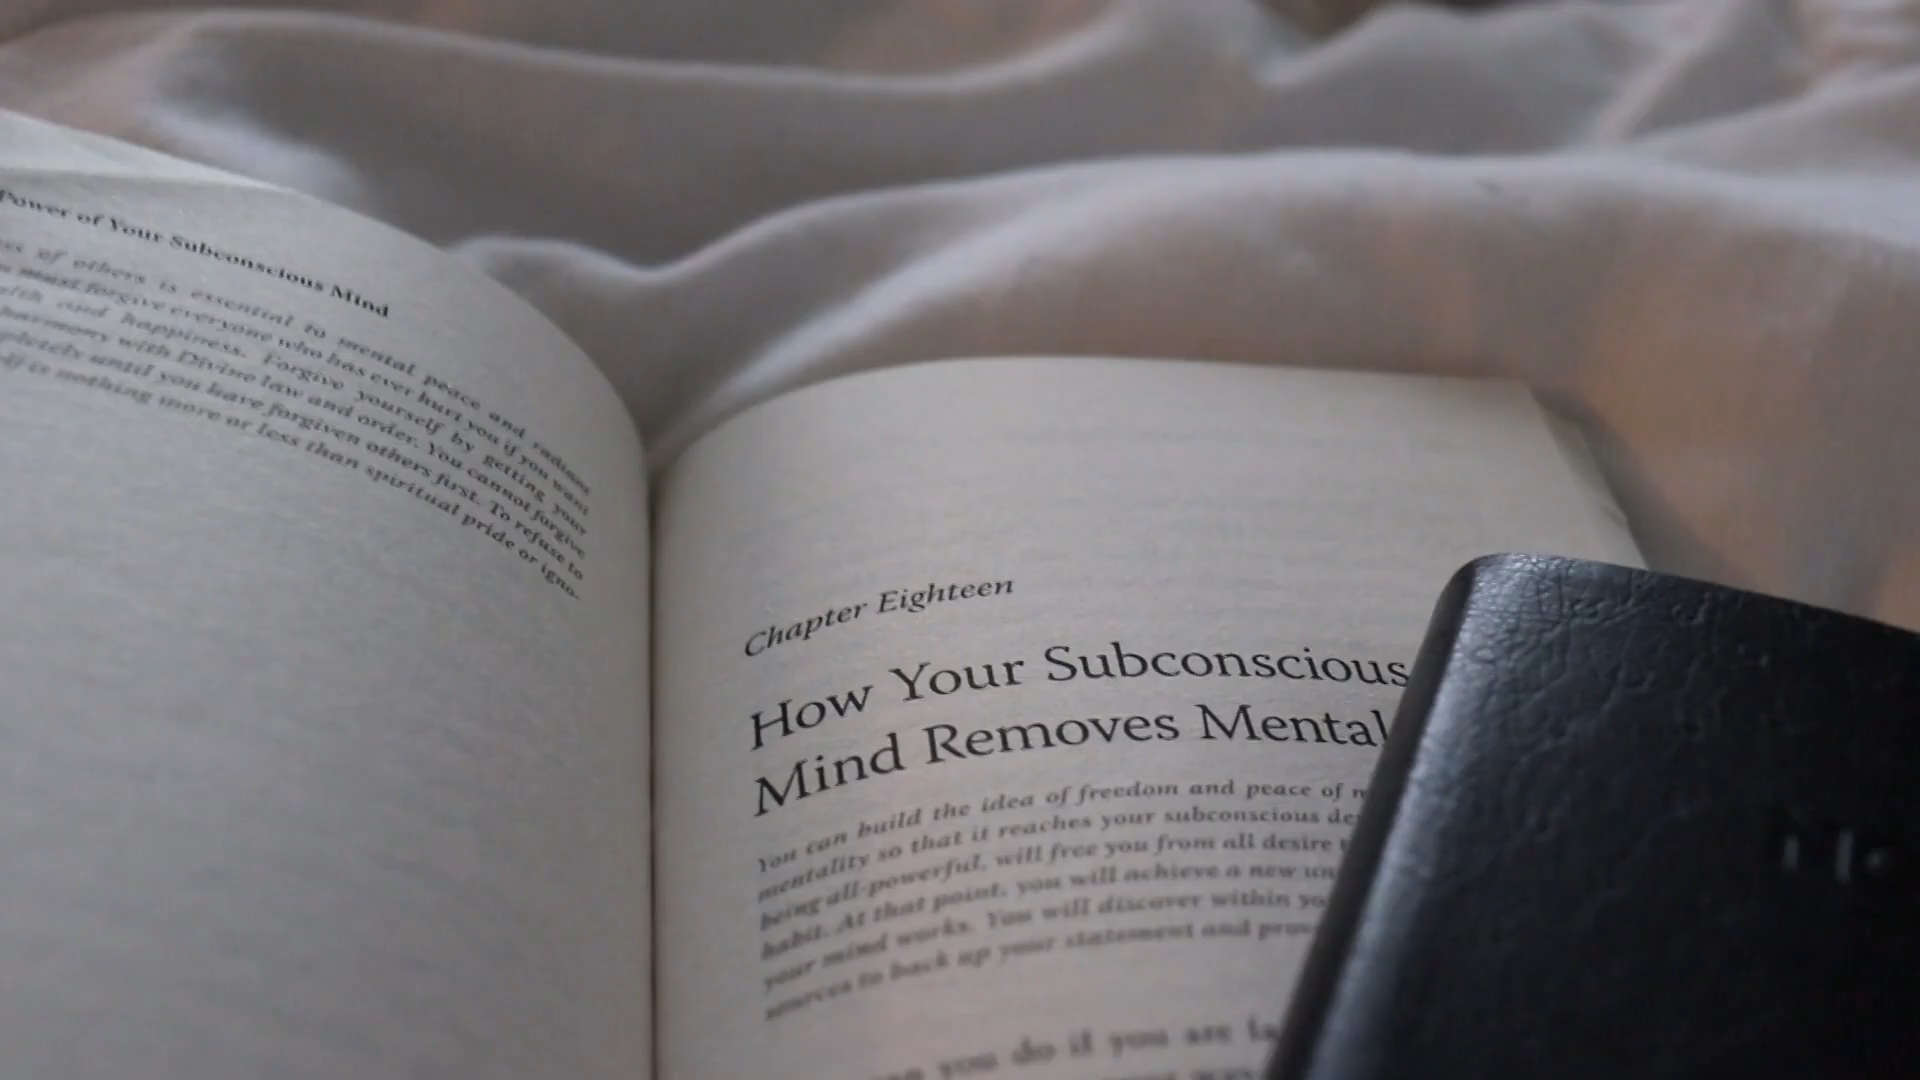 Power of Your Subconscious Mind
of others is essential to mental peace and radiant
must forgive everyone who has ever hurt you if you want
and happiness. Forgive yourself by getting your
harmony with Divine law and order. You cannot forgive
until you have forgiven others first. To refuse to
is nothing more or less than spiritual pride or igno-
Chapter Eighteen
How Your Subconscious
Mind Removes Mental
You can build the idea of freedom and peace of
mentality so that it reaches your subconscious
being all-powerful, will free you from all desire
habit. At that point, you will achieve a new
your mind works. You will discover within
sources to back up your statement and
you do if you are